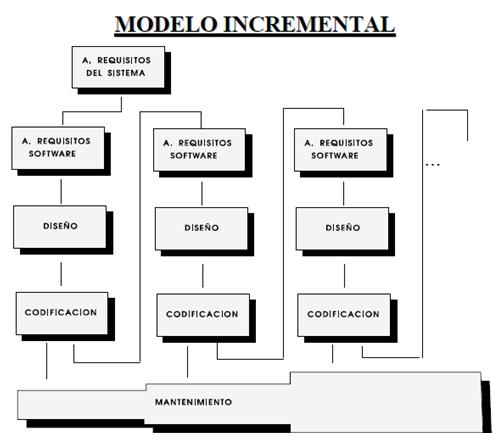 MODELO INCREMENTAL
A. REQUISITOS
DEL SISTEMA
A. REQUISITOS
SOFTWARE
A. REQUISITOS
SOFTWARE
A. REQUISITOS
SOFTWARE
...
DISEÑO
DISEÑO
DISEÑO
CODIFICACION
CODIFICACION
CODIFICACION
MANTENIMIENTO